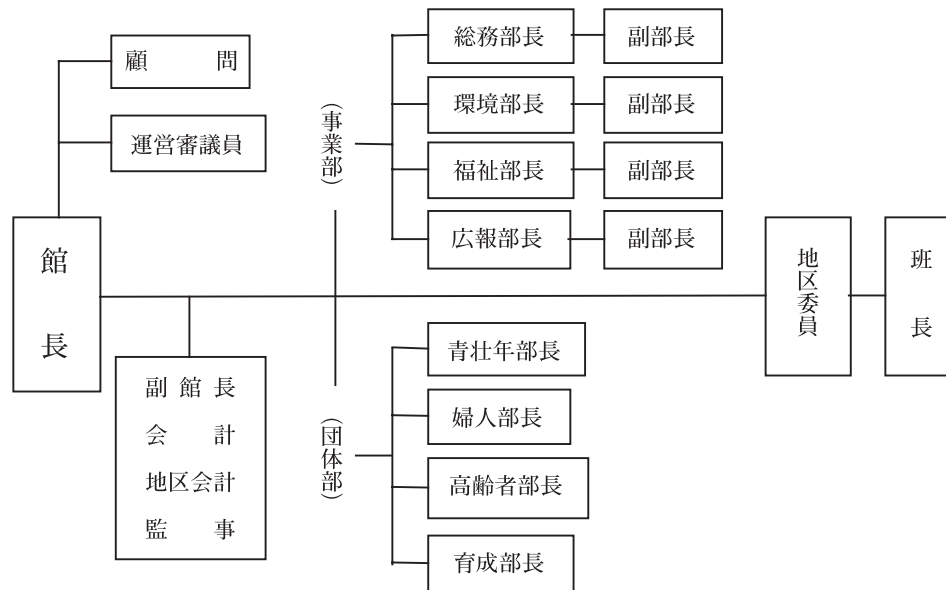 顧問
運営審議員
館長
副館長
会計
地区会計
監事
（事業部）
総務部長
副部長
環境部長
副部長
福祉部長
副部長
広報部長
副部長
（団体部）
青壮年部長
婦人部長
高齢者部長
育成部長
地区委員
班長